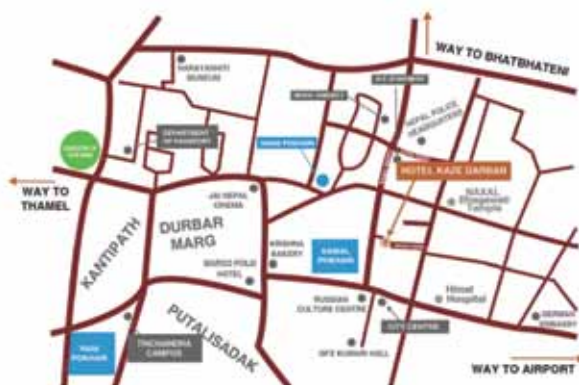 WAY TO BHATBHATENI
NARAYANHITI
MUSEUM
NEPAL POLICE
HEADQUARTERS
DEPARTMENT
OF PASSPORT
HOTEL KAZE DARBAR
WAY TO
THAMEL
JAI NEPAL
CINEMA
NAXAL
Bhagawati
Temple
DURBAR
MARG
KANTIPATH
KRISHNA
BAKERY
KAMAL
POKHARI
MARCO POLO
HOTEL
Himal
Hospital
RUSSIAN
CULTURE CENTRE
CITY CENTER
GERMAN
EMBASSY
PUTALISADAK
TRICHANDRA
CAMPUS
RANI
POKHARI
WAY TO AIRPORT